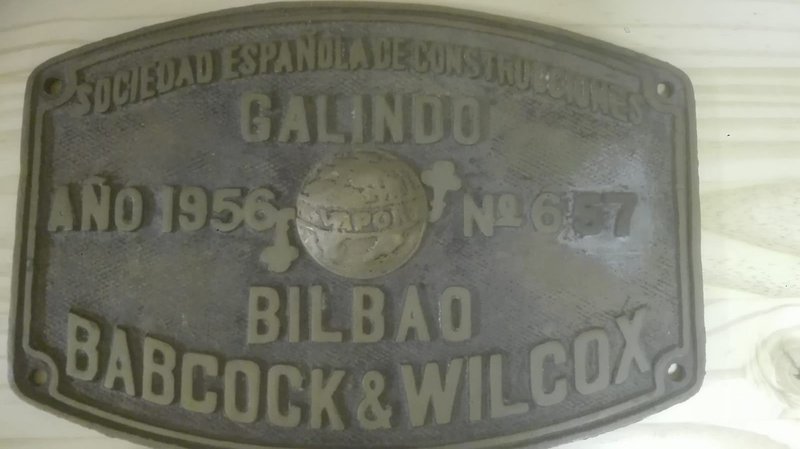 SOCIEDAD ESPAÑOLA DE CONSTRUCCIONES
GALINDO
AÑO 1956 VAPOR Nº 657
BILBAO
BABCOCK & WILCOX